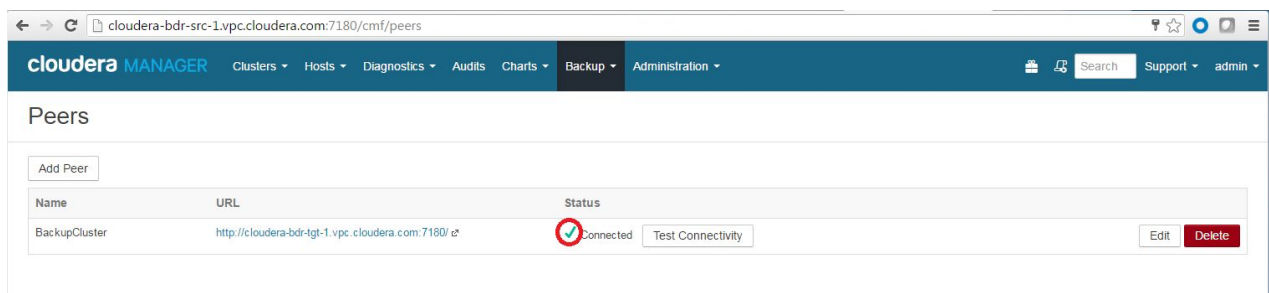 cloudera-bdr-src-1.vpc.cloudera.com:7180/cmf/peers
cloudera MANAGER Clusters Hosts Diagnostics Audits Charts Backup Administration Search Support admin
Peers
Add Peer
Name URL Status
BackupCluster http://cloudera-bdr-tgt-1.vpc.cloudera.com:7180/ Connected Test Connectivity Edit Delete